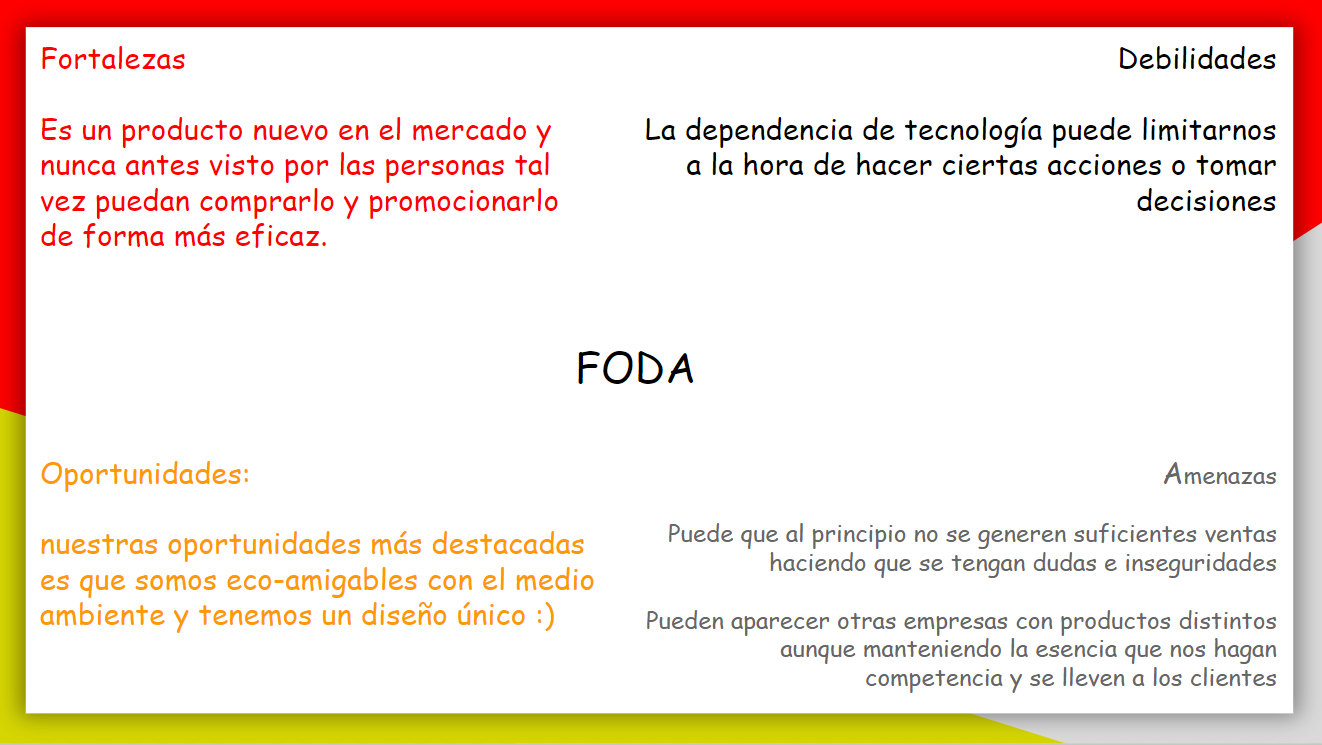 Fortalezas
Es un producto nuevo en el mercado y
nunca antes visto por las personas tal
vez puedan comprarlo y promocionarlo
de forma más eficaz.
Debilidades
La dependencia de tecnología puede limitarnos
a la hora de hacer ciertas acciones o tomar
decisiones
FODA
Oportunidades:
nuestras oportunidades más destacadas
es que somos eco-amigables con el medio
ambiente y tenemos un diseño único :)
Amenazas
Puede que al principio no se generen suficientes ventas
haciendo que se tengan dudas e inseguridades
Pueden aparecer otras empresas con productos distintos
aunque manteniendo la esencia que nos hagan
competencia y se lleven a los clientes